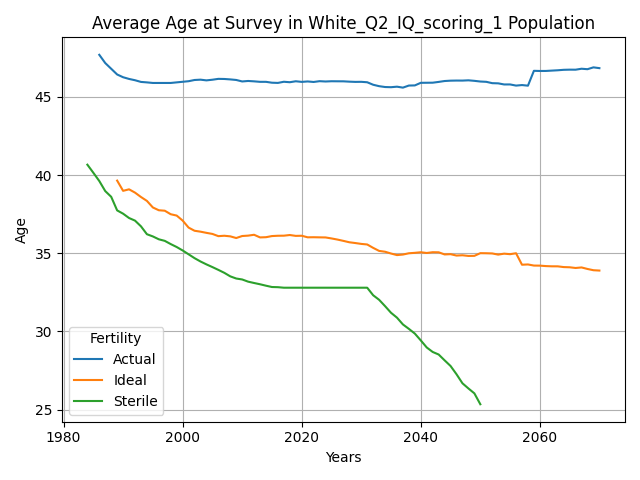 Average Age at Survey in White_Q2_IQ_scoring_1 Population
Age
45
40
35
30
25
Fertility
Actual
Ideal
Sterile
1980
2000
2020
2040
2060
Years